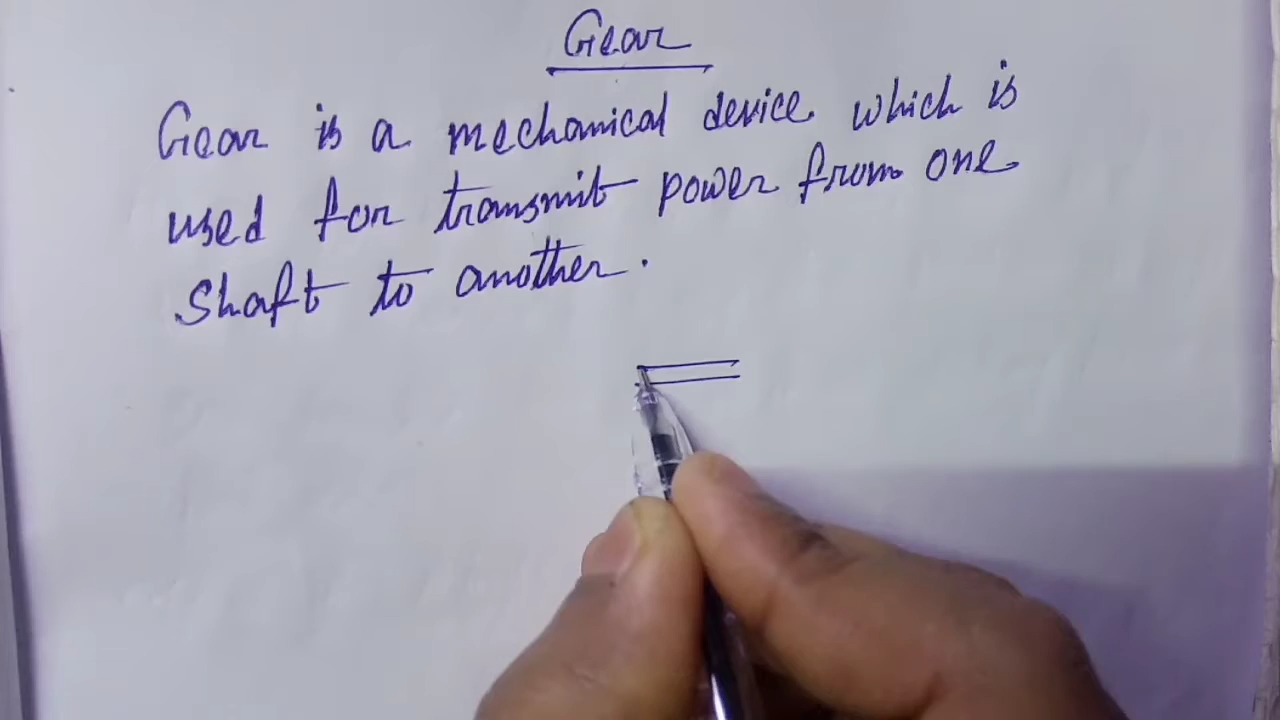 Gear
Gear is a mechanical device which is
used for transmit power from one
Shaft to another.